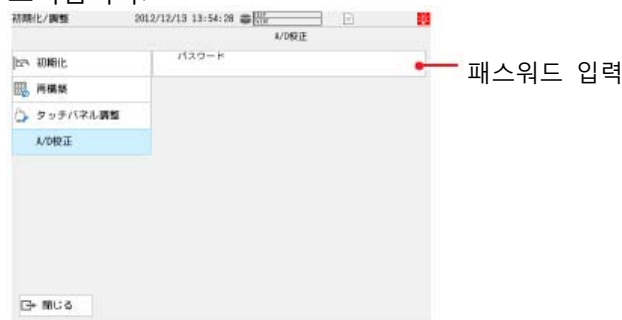 初期化/調整 2012/12/13 13:54:28
A/D校正
初期化
パスワード
패스워드 입력
再構築
タッチパネル調整
A/D校正
閉じる